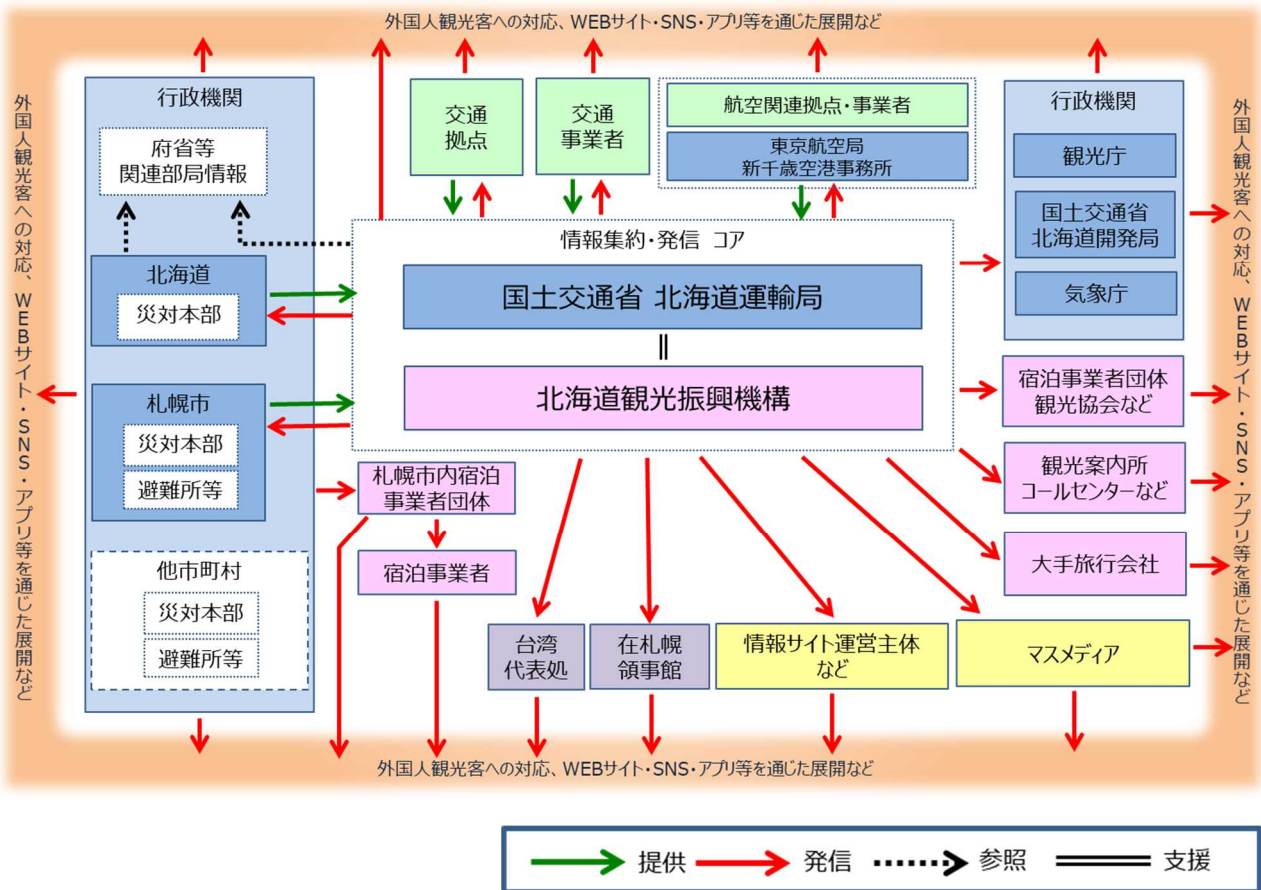 外国人観光客への対応、WEBサイト・SNS・アプリ等を通じた展開など
外国人観光客への対応、WEBサイト・SNS・アプリ等を通じた展開など
行政機関
府省等
関連部局情報
北海道
災対本部
札幌市
災対本部
避難所等
他市町村
災対本部
避難所等
交通
拠点
交通
事業者
航空関連拠点・事業者
東京航空局
新千歳空港事務所
情報集約・発信 コア
国土交通省 北海道運輸局
北海道観光振興機構
行政機関
観光庁
国土交通省
北海道開発局
気象庁
宿泊事業者団体
観光協会など
観光案内所
コールセンターなど
大手旅行会社
マスメディア
札幌市内宿泊
事業者団体
宿泊事業者
台湾
代表処
在札幌
領事館
情報サイト運営主体
など
外国人観光客への対応、WEBサイト・SNS・アプリ等を通じた展開など
外国人観光客への対応、WEBサイト・SNS・アプリ等を通じた展開など
提供
発信
参照
支援